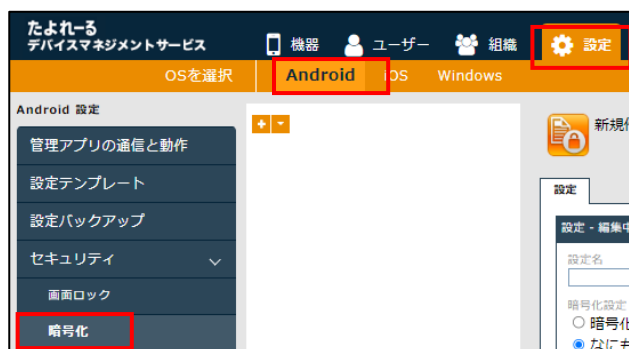 たよれーる
デバイスマネジメントサービス
機器 ユーザー 組織 設定
OSを選択 Android iOS Windows
Android 設定
管理アプリの通信と動作
設定テンプレート
設定バックアップ
セキュリティ
画面ロック
暗号化
新規
設定
設定 - 編集中
設定名
暗号化設定
暗号化
なにも